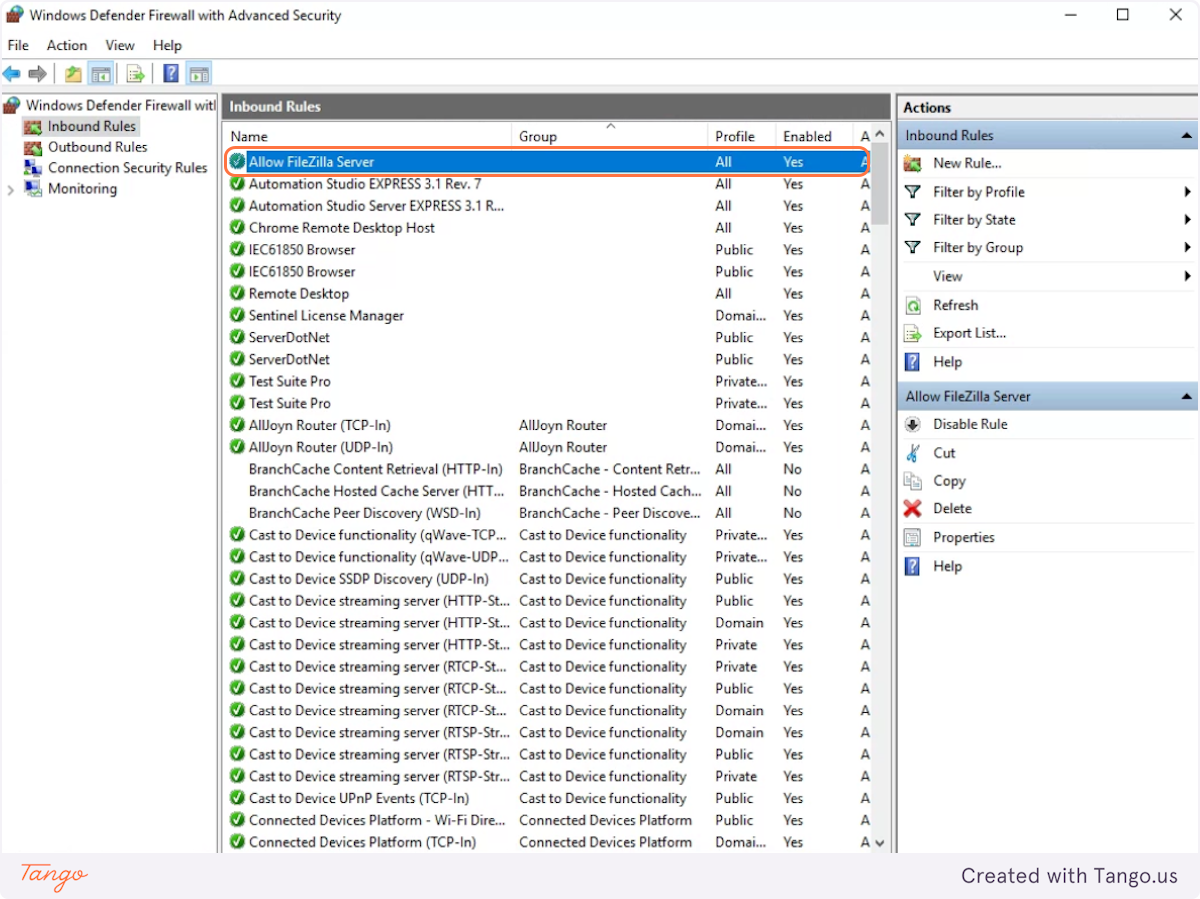 Windows Defender Firewall with Advanced Security
File Action View Help
Windows Defender Firewall with
Inbound Rules
Outbound Rules
Connection Security Rules
Monitoring
Inbound Rules
Name Group Profile Enabled A
Allow FileZilla Server All Yes A
Automation Studio EXPRESS 3.1 Rev. 7 All Yes A
Automation Studio Server EXPRESS 3.1 R... All Yes A
Chrome Remote Desktop Host All Yes A
IEC61850 Browser Public Yes A
IEC61850 Browser Public Yes A
Remote Desktop All Yes A
Sentinel License Manager Domai... Yes A
ServerDotNet Public Yes A
ServerDotNet Public Yes A
Test Suite Pro Private... Yes A
Test Suite Pro Private... Yes A
AllJoyn Router (TCP-In) AllJoyn Router Domai... Yes A
AllJoyn Router (UDP-In) AllJoyn Router Domai... Yes A
BranchCache Content Retrieval (HTTP-In) BranchCache - Content Retr... All No A
BranchCache Hosted Cache Server (HTT... BranchCache - Hosted Cach... All No A
BranchCache Peer Discovery (WSD-In) BranchCache - Peer Discove... All No A
Cast to Device functionality (qWave-TCP... Cast to Device functionality Private... Yes A
Cast to Device functionality (qWave-UDP... Cast to Device functionality Private... Yes A
Cast to Device SSDP Discovery (UDP-In) Cast to Device functionality Public Yes A
Cast to Device streaming server (HTTP-St... Cast to Device functionality Public Yes A
Cast to Device streaming server (HTTP-St... Cast to Device functionality Domain Yes A
Cast to Device streaming server (HTTP-St... Cast to Device functionality Private Yes A
Cast to Device streaming server (RTCP-St... Cast to Device functionality Private Yes A
Cast to Device streaming server (RTCP-St... Cast to Device functionality Public Yes A
Cast to Device streaming server (RTCP-St... Cast to Device functionality Domain Yes A
Cast to Device streaming server (RTSP-Str... Cast to Device functionality Domain Yes A
Cast to Device streaming server (RTSP-Str... Cast to Device functionality Public Yes A
Cast to Device streaming server (RTSP-Str... Cast to Device functionality Private Yes A
Cast to Device UPnP Events (TCP-In) Cast to Device functionality Public Yes A
Connected Devices Platform - Wi-Fi Dire... Connected Devices Platform Public Yes A
Connected Devices Platform (TCP-In) Connected Devices Platform Domai... Yes A
Actions
Inbound Rules
New Rule...
Filter by Profile
Filter by State
Filter by Group
View
Refresh
Export List...
Help
Allow FileZilla Server
Disable Rule
Cut
Copy
Delete
Properties
Help
Tango
Created with Tango.us